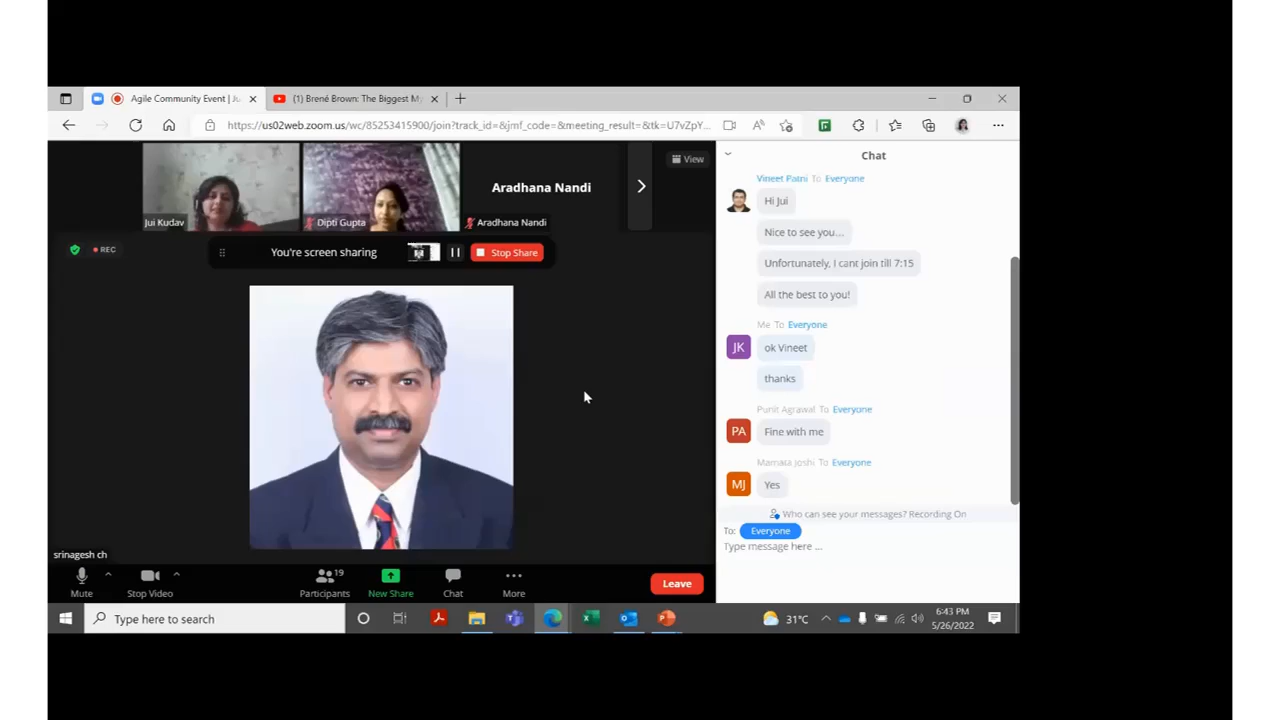 Agile Community Event | Ju
(1) Brené Brown: The Biggest My
https://us02web.zoom.us/wc/85253415900/join?track_id=&jmf_code=&meeting_result=&tk=U7vZpY...
Jui Kudav
Dipti Gupta
Aradhana Nandi
Aradhana Nandi
View
REC
You're screen sharing
Stop Share
srinagesh ch
Mute
Stop Video
19
Participants
New Share
Chat
More
Leave
Chat
Vineet Patni To Everyone
Hi Jui
Nice to see you...
Unfortunately, I cant join till 7:15
All the best to you!
Me To Everyone
JK
ok Vineet
thanks
Punit Agrawal To Everyone
PA
Fine with me
Mamata Joshi To Everyone
MJ
Yes
Who can see your messages? Recording On
To: Everyone
Type message here ...
Type here to search
31°C
6:43 PM
5/26/2022